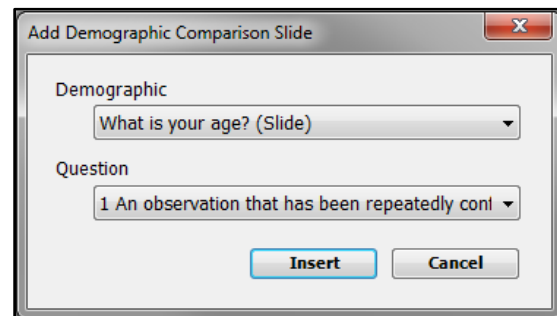 Add Demographic Comparison Slide
Demographic
What is your age? (Slide)
Question
1 An observation that has been repeatedly
Insert Cancel